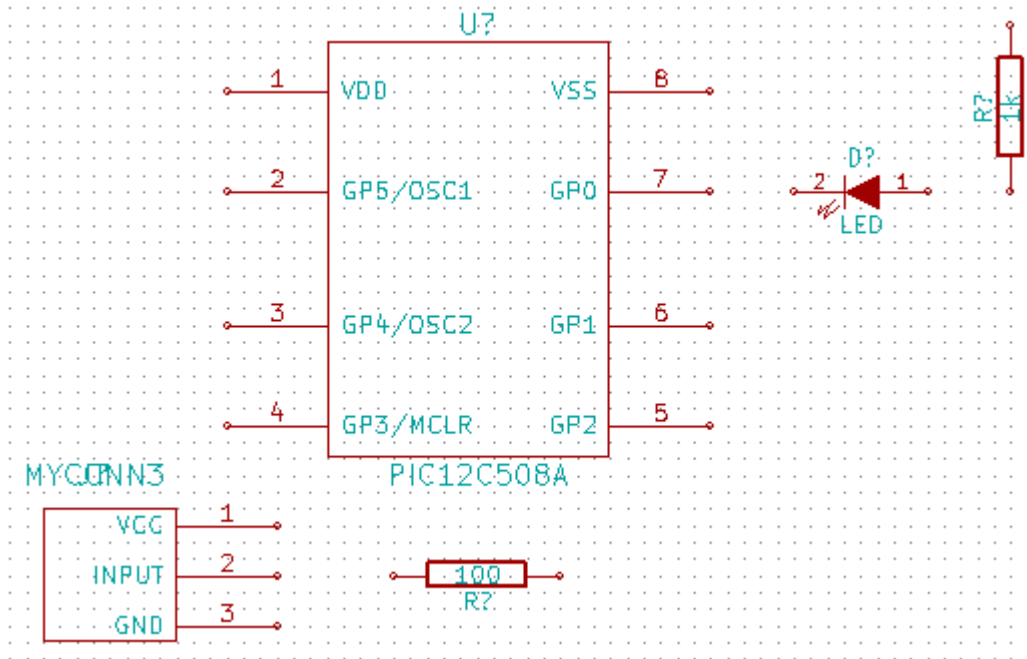 U?
1 VDD VSS 8
R? 1k
D?
2 GP5/OSC1 GP0 7
2 1
LED
3 GP4/OSC2 GP1 6
4 GP3/MCLR GP2 5
PIC12C508A
VCC 1
INPUT 2
GND 3
100
R?